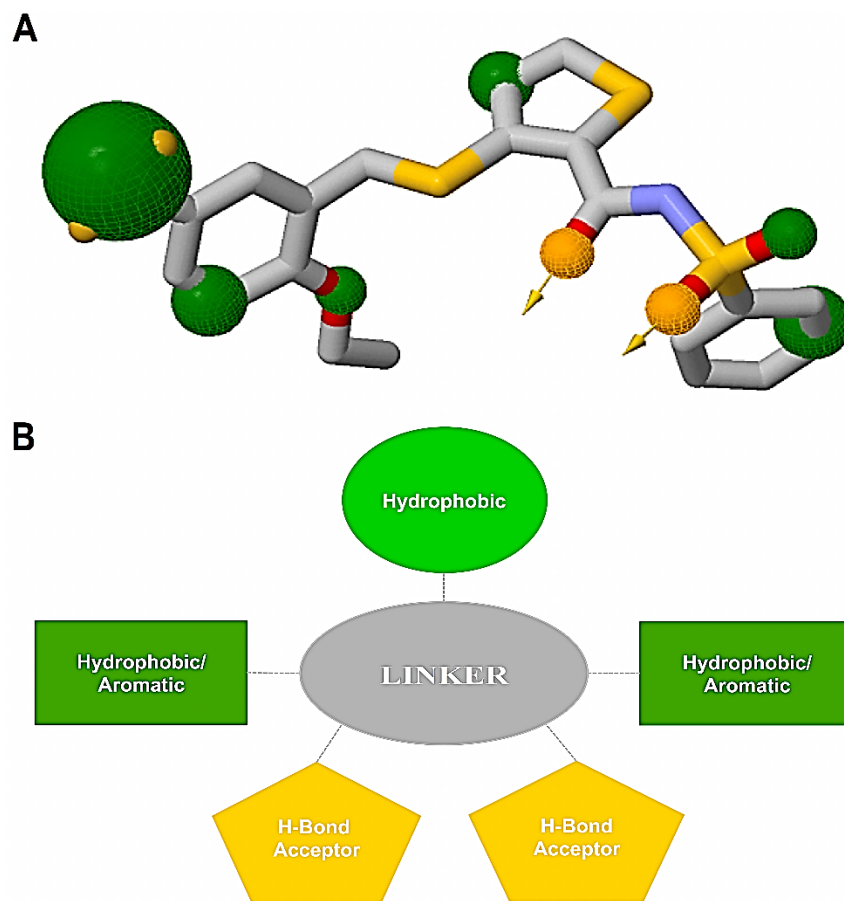 A
B
Hydrophobic
Hydrophobic/
Aromatic
LINKER
Hydrophobic/
Aromatic
H-Bond
Acceptor
H-Bond
Acceptor